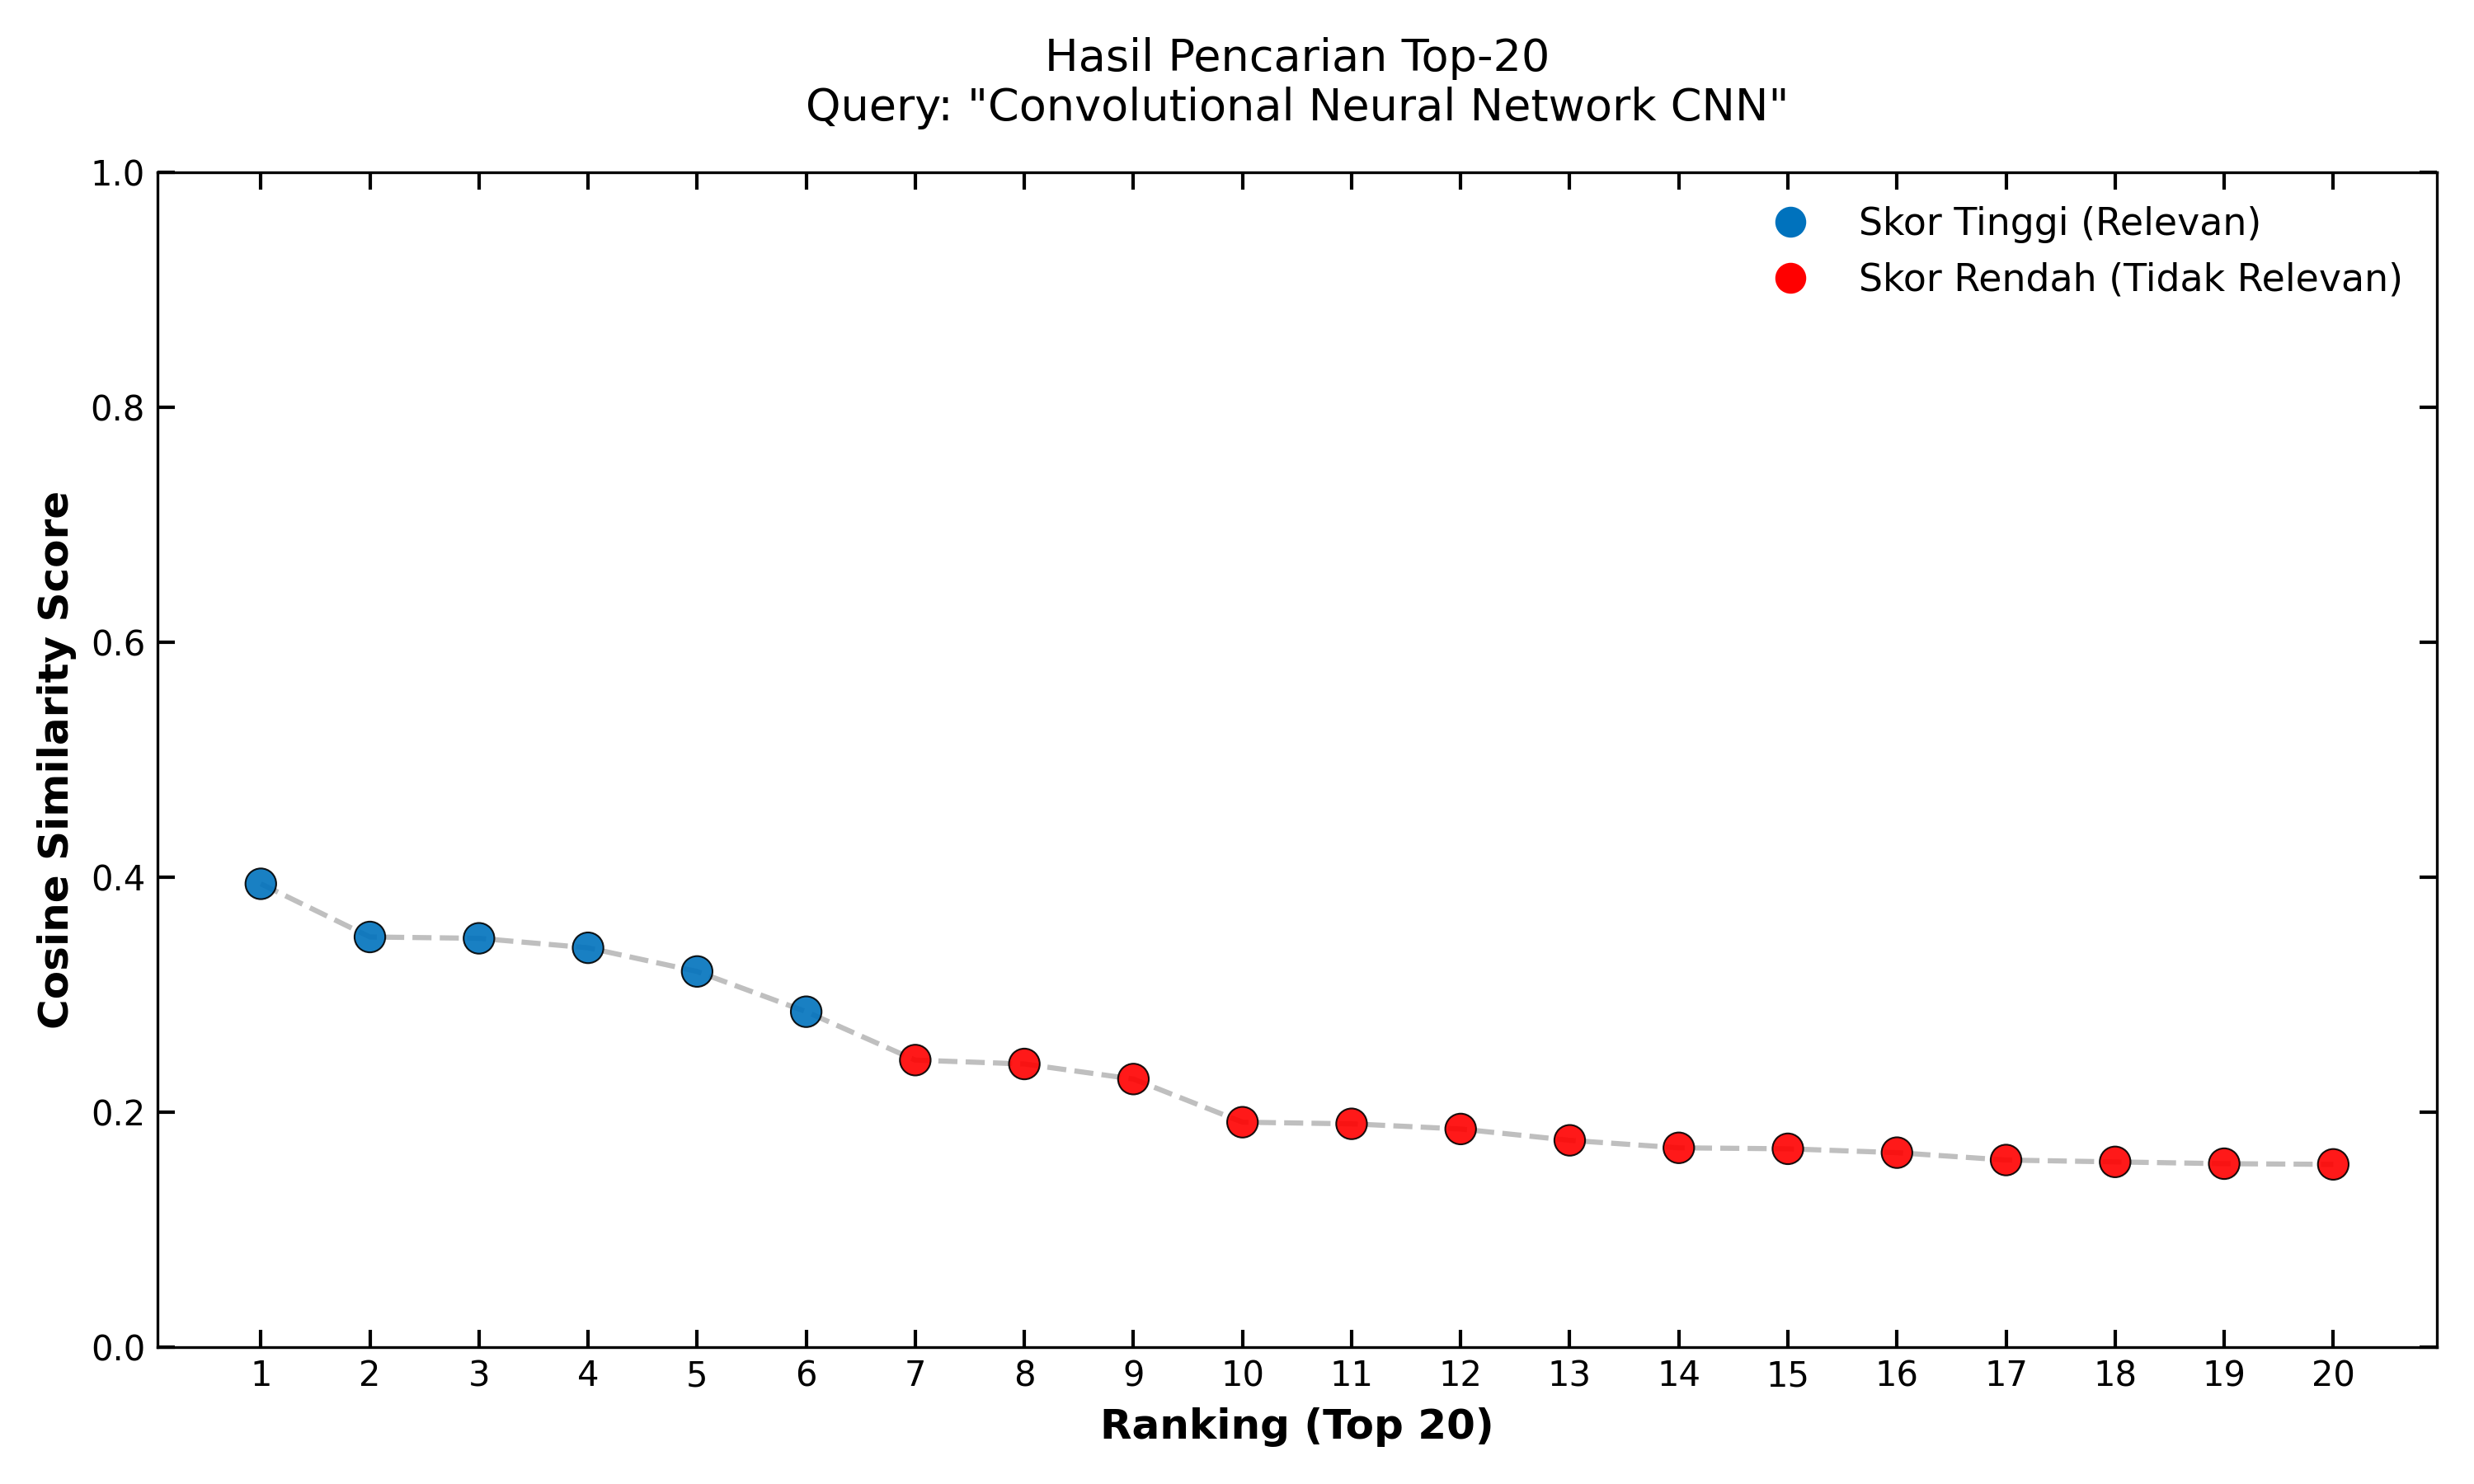 Hasil Pencarian Top-20
Query: "Convolutional Neural Network CNN"
1.0
0.8
0.6
0.4
0.2
0.0
Cosine Similarity Score
Skor Tinggi (Relevan)
Skor Rendah (Tidak Relevan)
1 2 3 4 5 6 7 8 9 10 11 12 13 14 15 16 17 18 19 20
Ranking (Top 20)